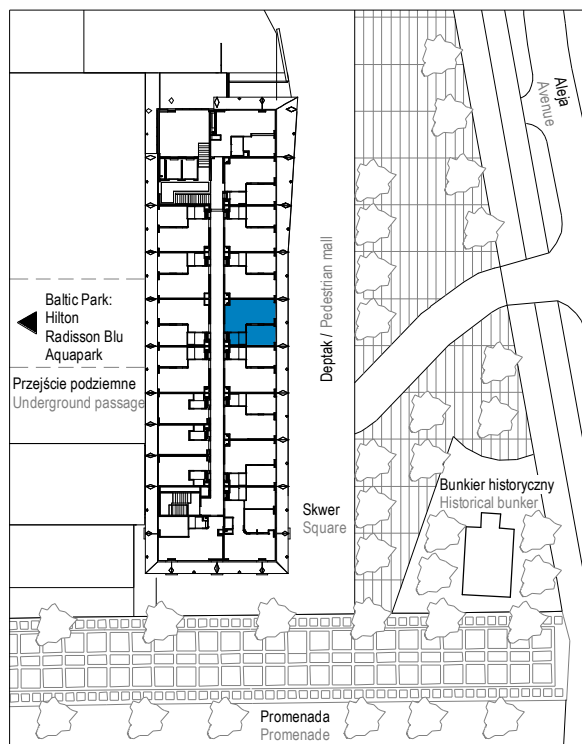 Aleja
Avenue
Deptak / Pedestrian mall
Baltic Park:
Hilton
Radisson Blu
Aquapark
Przejście podziemne
Underground passage
Bunkier historyczny
Historical bunker
Skwer
Square
Promenada
Promenade